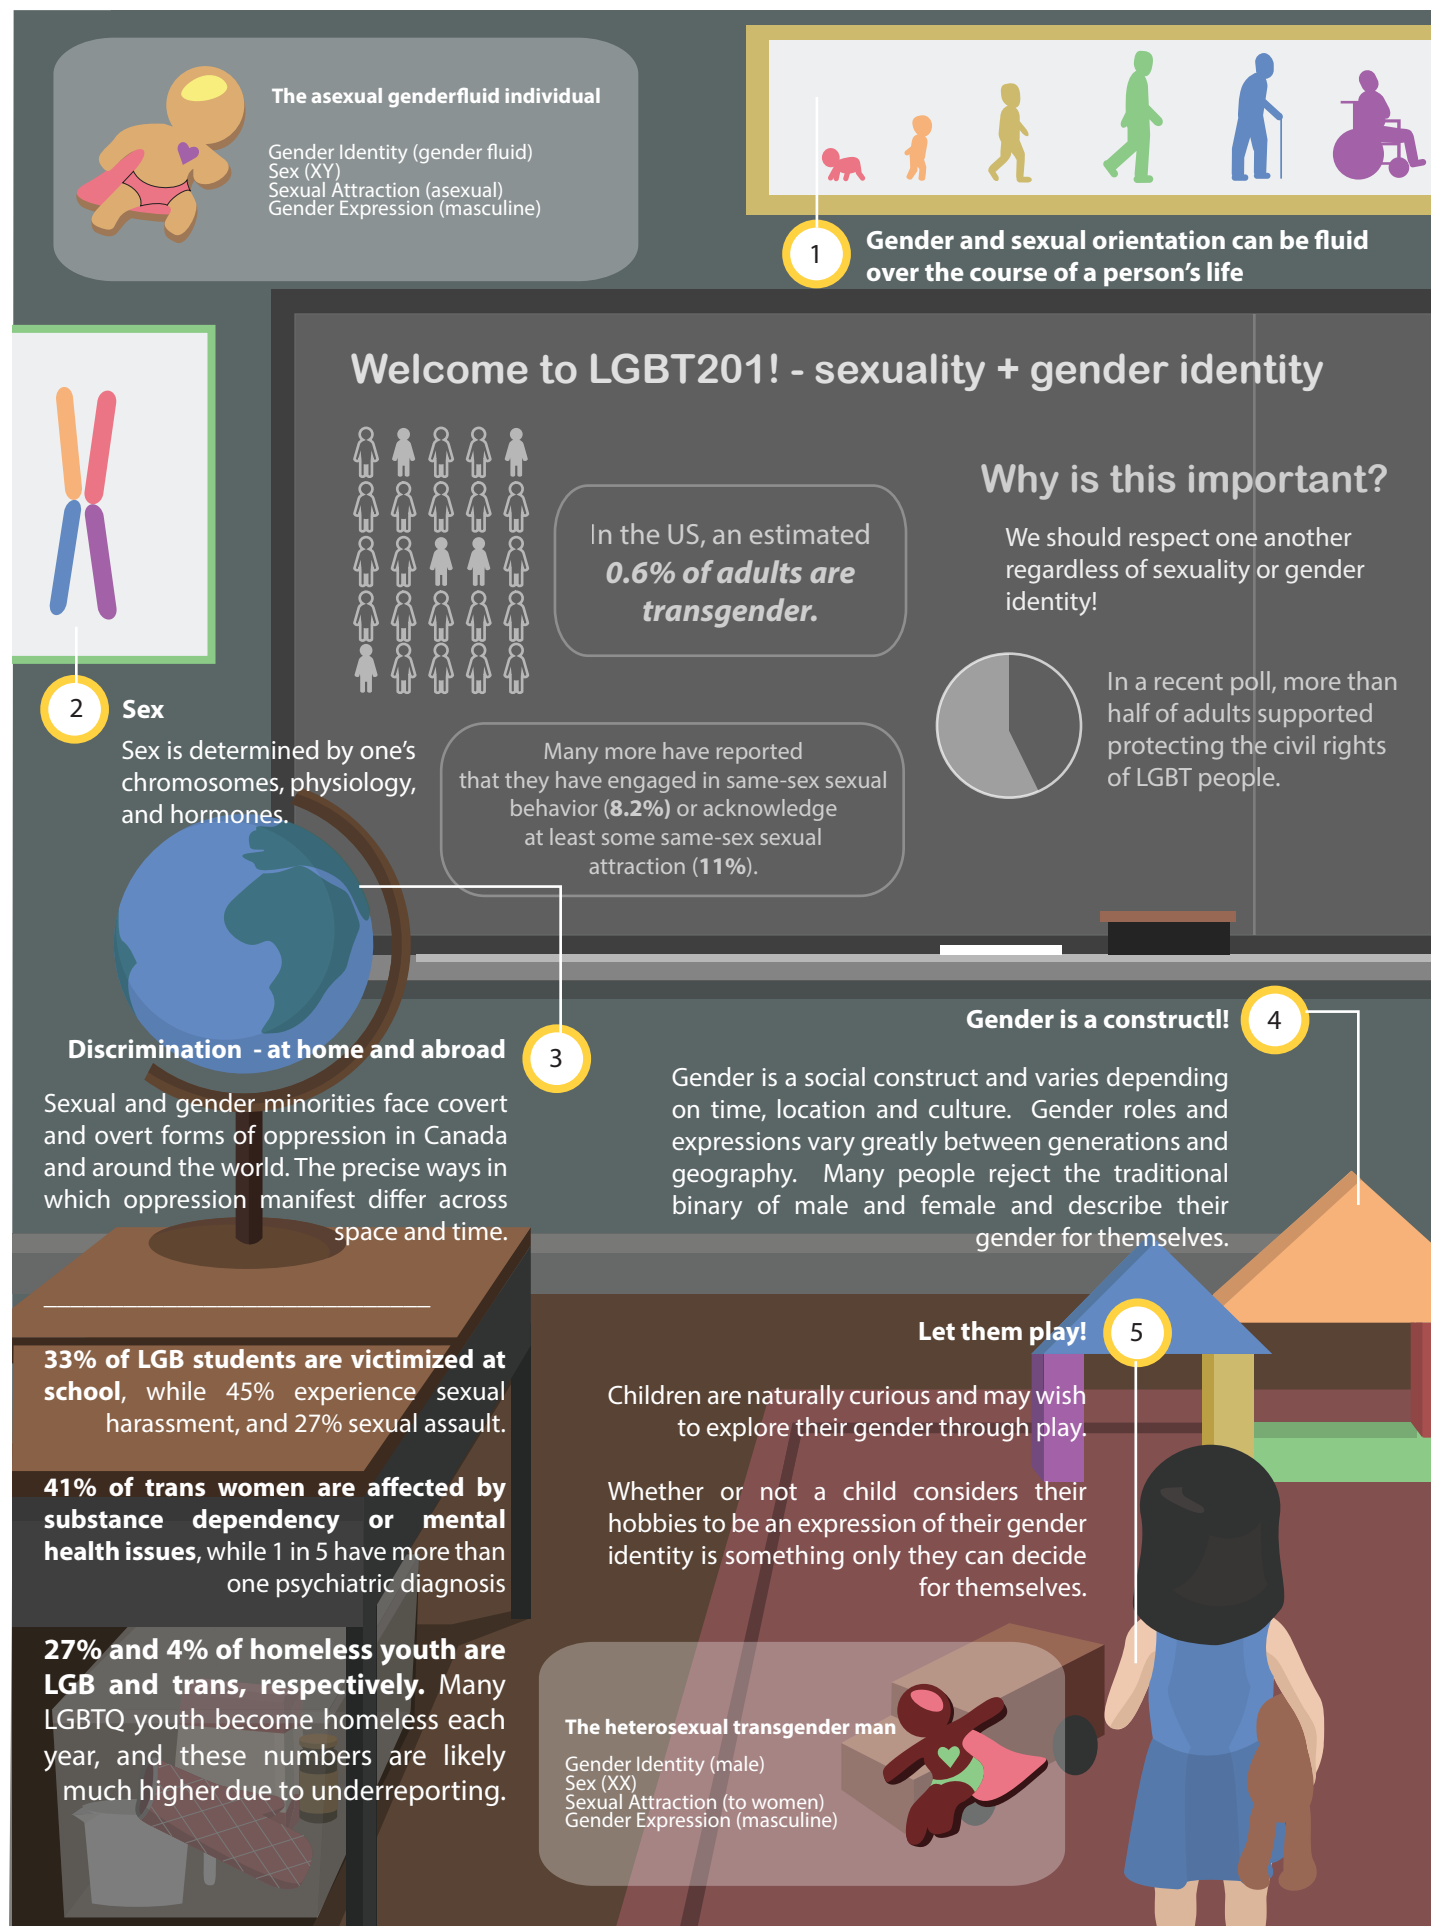 The asexual genderfluid individual
Gender Identity (gender fluid)
Sex (XY)
Sexual Attraction (asexual)
Gender Expression (masculine)
1
Gender and sexual orientation can be fluid
over the course of a person's life
Welcome to LGBT201! - sexuality + gender identity
In the US, an estimated
0.6% of adults are
transgender.
Why is this important?
We should respect one another
regardless of sexuality or gender
identity!
In a recent poll, more than
half of adults supported
protecting the civil rights
of LGBT people.
Many more have reported
that they have engaged in same-sex sexual
behavior (8.2%) or acknowledge
at least some same-sex sexual
attraction (11%).
2
Sex
Sex is determined by one's
chromosomes, physiology,
and hormones.
3
Discrimination - at home and abroad
Sexual and gender minorities face covert
and overt forms of oppression in Canada
and around the world. The precise ways in
which oppression manifest differ across
space and time.
33% of LGB students are victimized at
school, while 45% experience sexual
harassment, and 27% sexual assault.
41% of trans women are affected by
substance dependency or mental
health issues, while 1 in 5 have more than
one psychiatric diagnosis
27% and 4% of homeless youth are
LGB and trans, respectively. Many
LGBTQ youth become homeless each
year, and these numbers are likely
much higher due to underreporting.
Gender is a constructl!
4
Gender is a social construct and varies depending
on time, location and culture. Gender roles and
expressions vary greatly between generations and
geography. Many people reject the traditional
binary of male and female and describe their
gender for themselves.
Let them play!
5
Children are naturally curious and may wish
to explore their gender through play.
Whether or not a child considers their
hobbies to be an expression of their gender
identity is something only they can decide
for themselves.
The heterosexual transgender man
Gender Identity (male)
Sex (XX)
Sexual Attraction (to women)
Gender Expression (masculine)